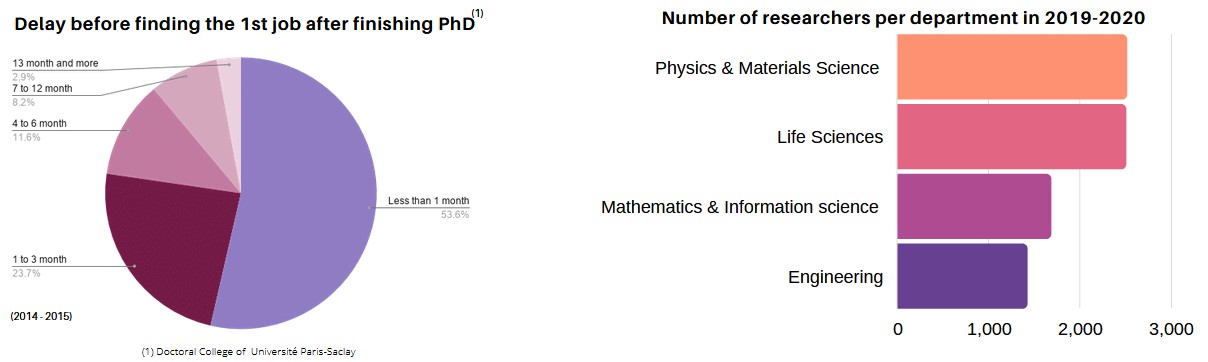 Delay before finding the 1st job after finishing PhD(1)
13 month and more
2.9%
7 to 12 month
8.2%
4 to 6 month
11.6%
Less than 1 month
53.6%
1 to 3 month
23.7%
(2014 - 2015)
(1) Doctoral College of Université Paris-Saclay
Number of researchers per department in 2019-2020
Physics & Materials Science
Life Sciences
Mathematics & Information science
Engineering
0 1,000 2,000 3,000